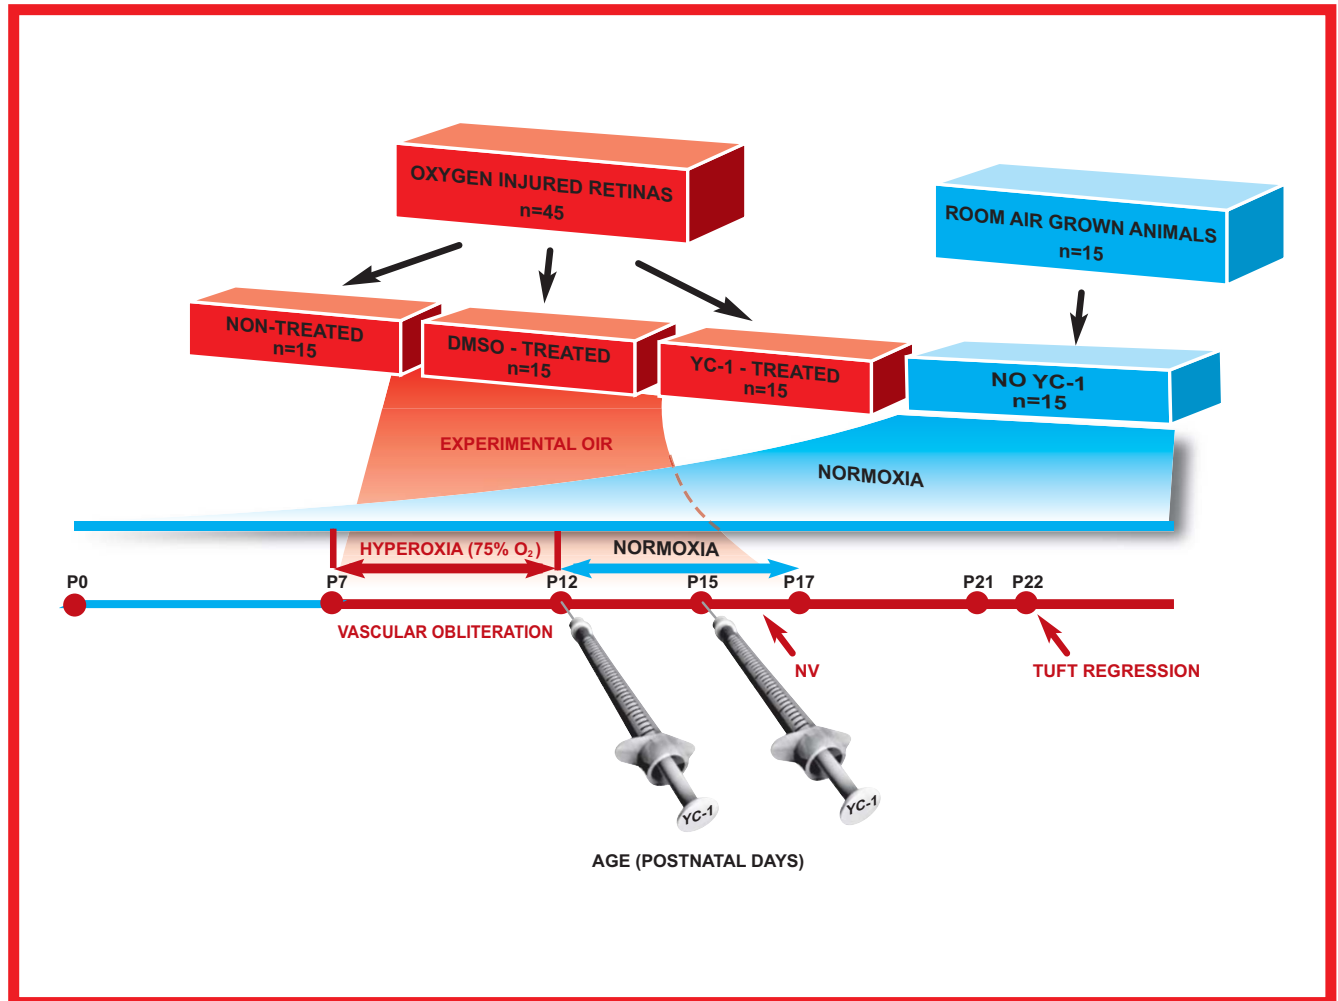 OXYGEN INJURED RETINAS
n=45
ROOM AIR GROWN ANIMALS
n=15
NON-TREATED
n=15
DMSO - TREATED
n=15
YC-1 - TREATED
n=15
NO YC-1
n=15
EXPERIMENTAL OIR
NORMOXIA
HYPEROXIA (75% O₂)
NORMOXIA
P0
P7
P12
P15
P17
P21
P22
VASCULAR OBLITERATION
NV
TUFT REGRESSION
YC-1
YC-1
AGE (POSTNATAL DAYS)